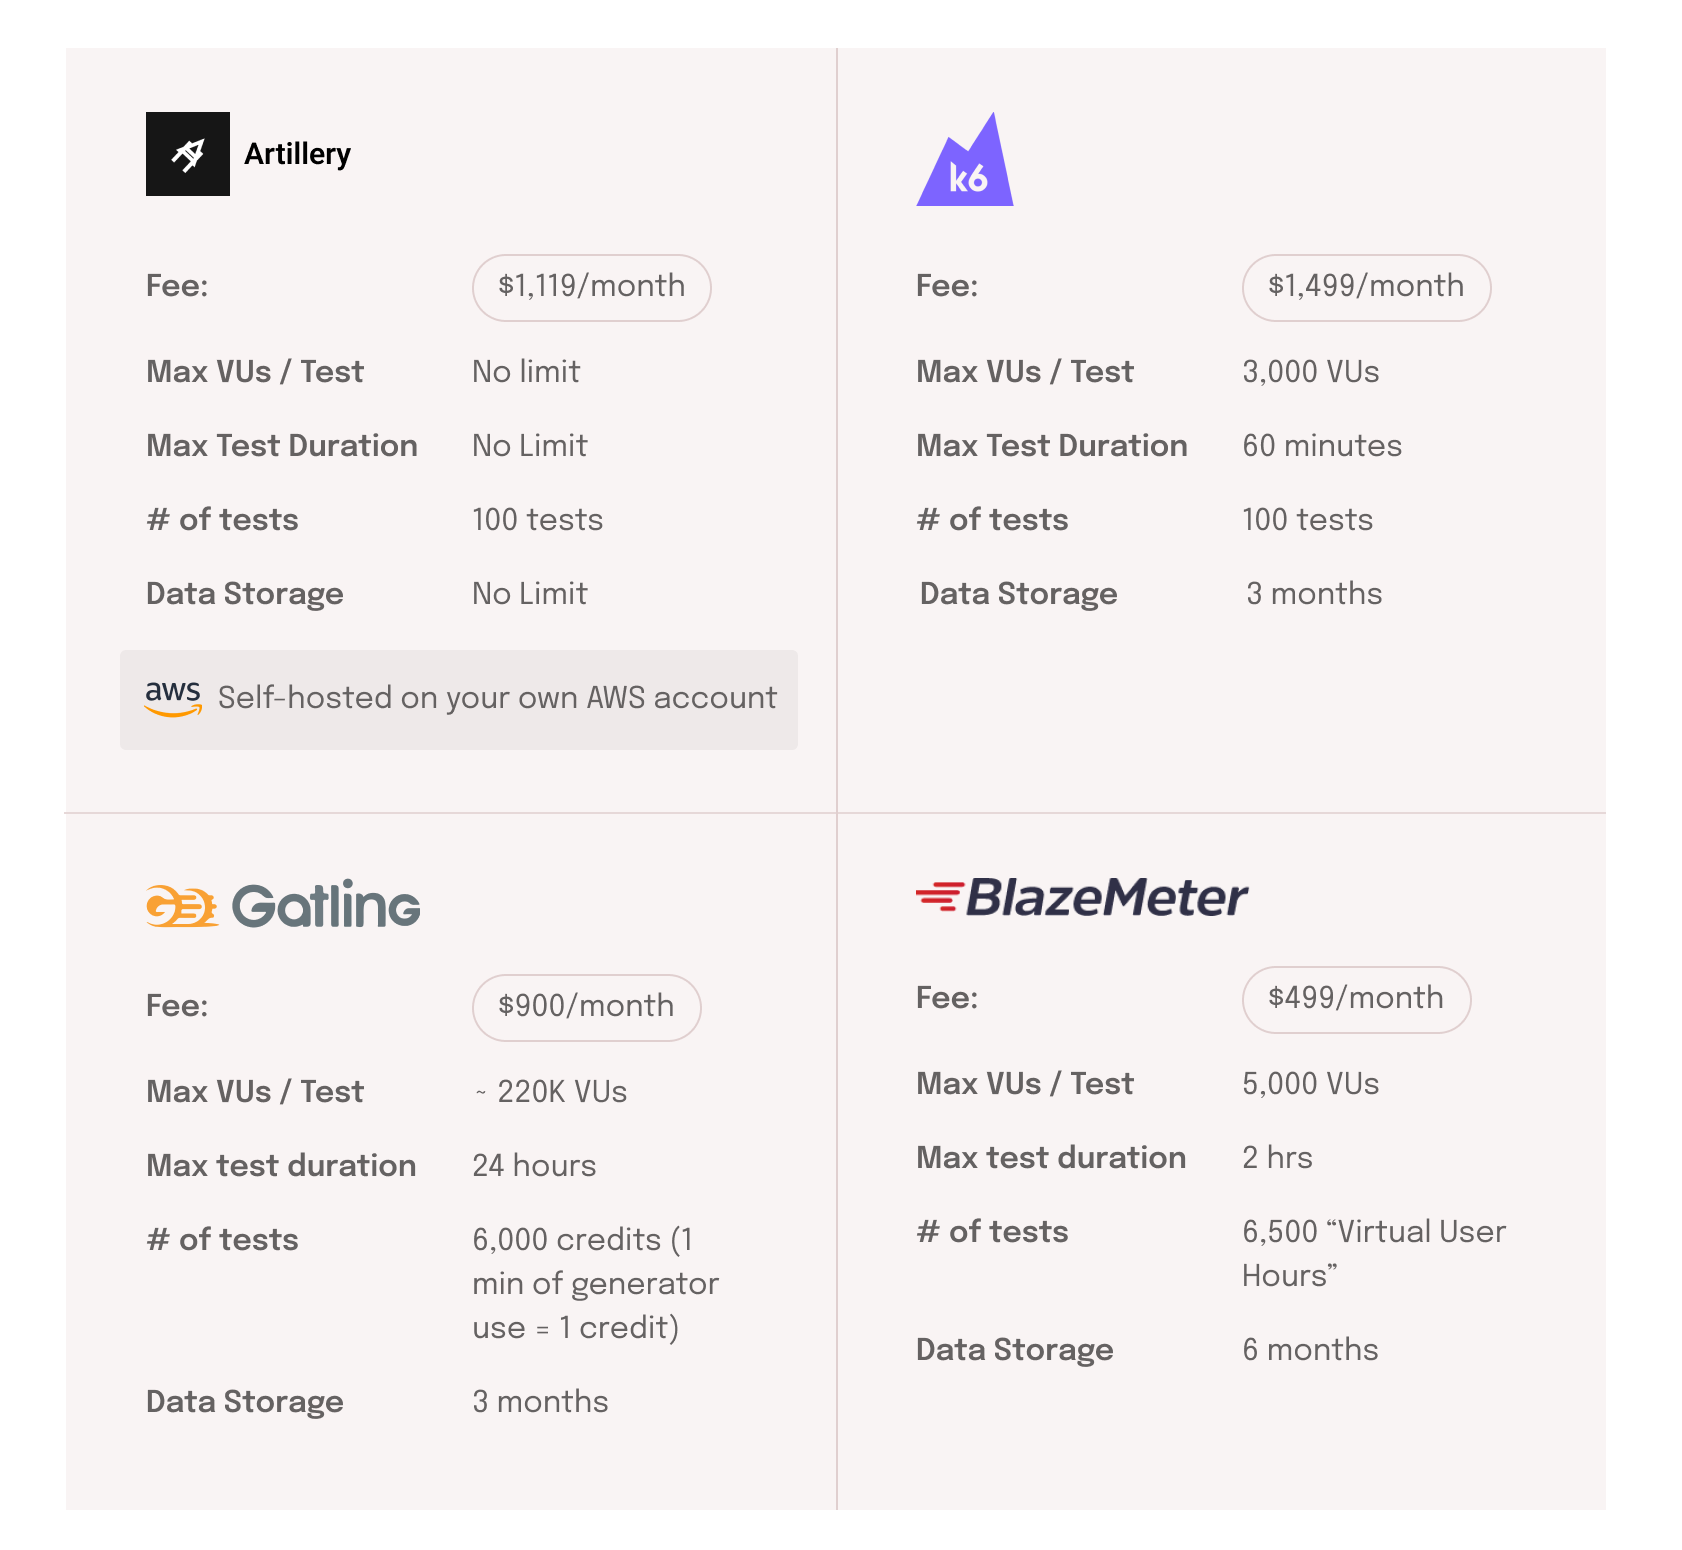 Artillery
Fee: $1,119/month
Max VUs / Test No limit
Max Test Duration No Limit
# of tests 100 tests
Data Storage No Limit
aws Self-hosted on your own AWS account
k6
Fee: $1,499/month
Max VUs / Test 3,000 VUs
Max Test Duration 60 minutes
# of tests 100 tests
Data Storage 3 months
Gatling
Fee: $900/month
Max VUs / Test ~ 220K VUs
Max test duration 24 hours
# of tests 6,000 credits (1
min of generator
use = 1 credit)
Data Storage 3 months
BlazeMeter
Fee: $499/month
Max VUs / Test 5,000 VUs
Max test duration 2 hrs
# of tests 6,500 “Virtual User
Hours”
Data Storage 6 months